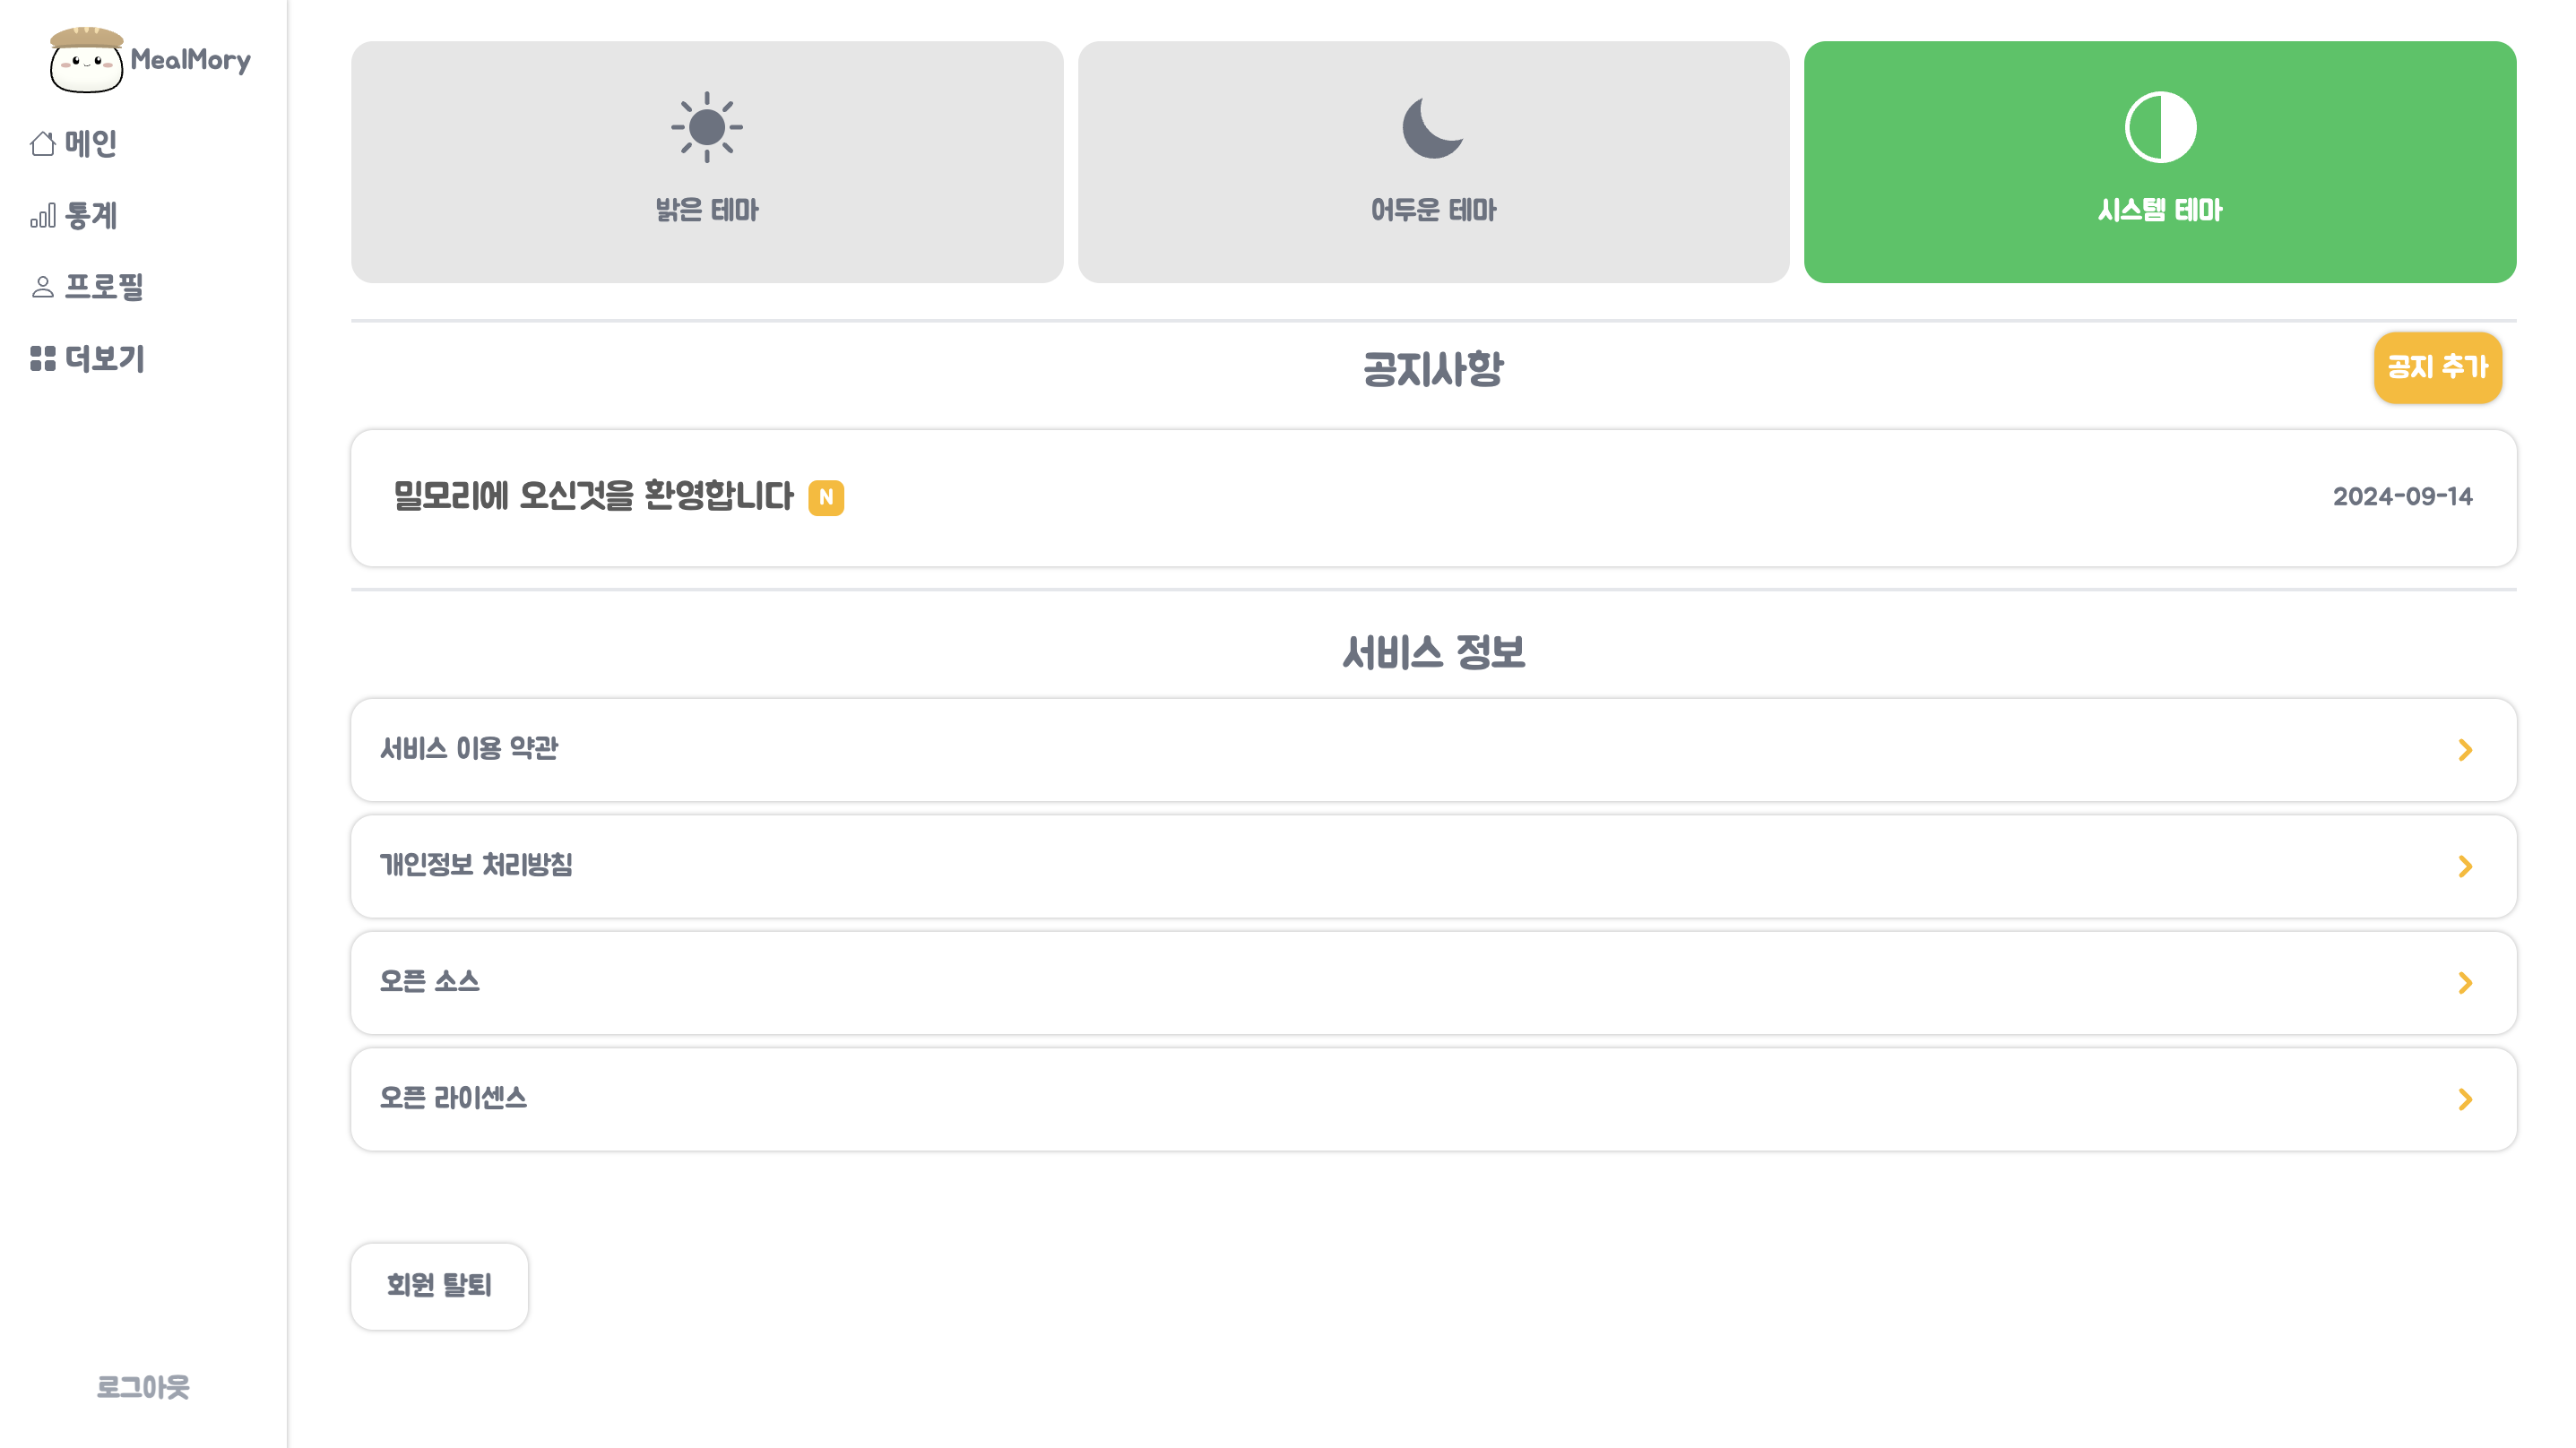 MealMory
메인
통계
프로필
더보기
로그아웃
밝은 테마
어두운 테마
시스템 테마
공지사항
공지 추가
밀모리에 오신것을 환영합니다 N
2024-09-14
서비스 정보
서비스 이용 약관
개인정보 처리방침
오픈 소스
오픈 라이센스
회원 탈퇴